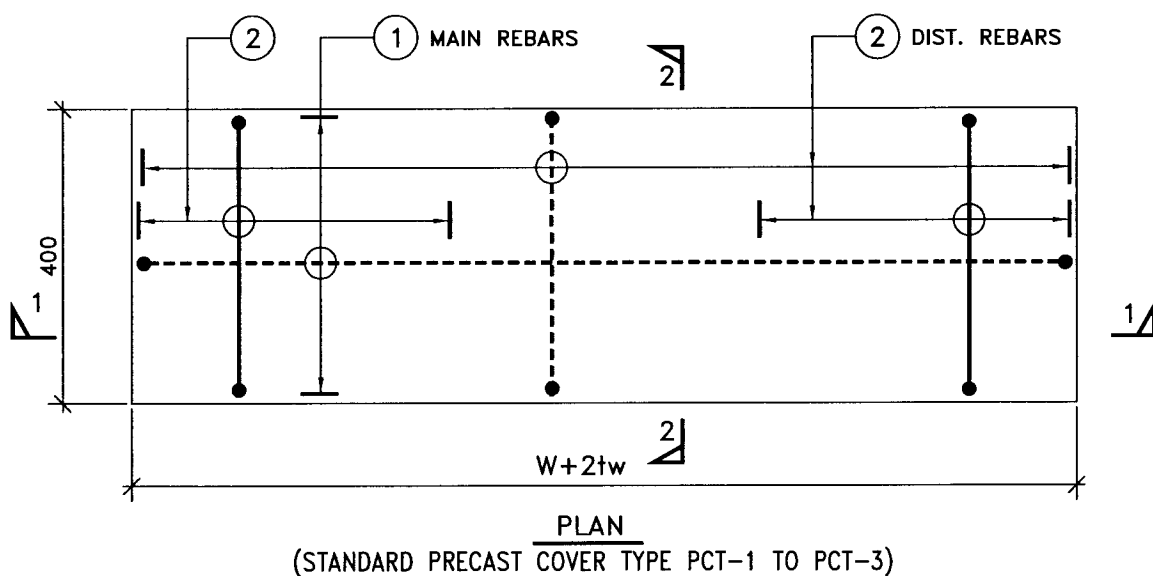 2
1 MAIN REBARS
2 DIST. REBARS
2
400
1
1
2
W+2tw
PLAN
(STANDARD PRECAST COVER TYPE PCT-1 TO PCT-3)